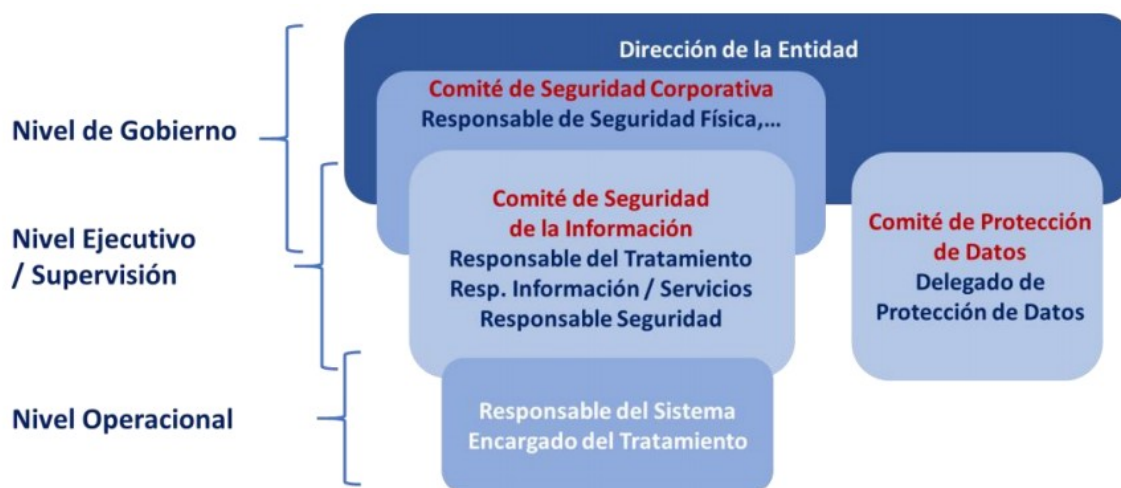 Dirección de la Entidad
Comité de Seguridad Corporativa
Responsable de Seguridad Física,...
Nivel de Gobierno
Comité de Seguridad
de la Información
Responsable del Tratamiento
Resp. Información / Servicios
Responsable Seguridad
Comité de Protección
de Datos
Delegado de
Protección de Datos
Nivel Ejecutivo
/ Supervisión
Nivel Operacional
Responsable del Sistema
Encargado del Tratamiento